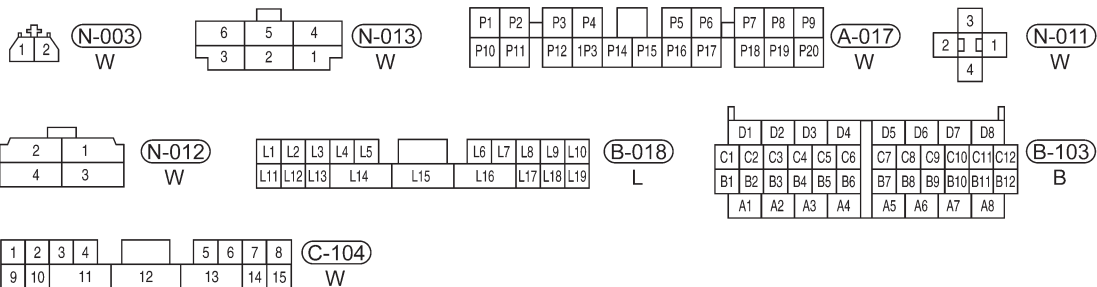 1 2 N-003 W
6 5 4 N-013
3 2 1 W
P1 P2 P3 P4 P5 P6 P7 P8 P9
P10 P11 P12 1P3 P14 P15 P16 P17 P18 P19 P20 A-017 W
3
2 1 N-011 W
4
2 1 N-012
4 3 W
L1 L2 L3 L4 L5 L6 L7 L8 L9 L10 B-018
L11 L12 L13 L14 L15 L16 L17 L18 L19 L
D1 D2 D3 D4 D5 D6 D7 D8
C1 C2 C3 C4 C5 C6 C7 C8 C9 C10 C11 C12 B-103
B1 B2 B3 B4 B5 B6 B7 B8 B9 B10 B11 B12 B
A1 A2 A3 A4 A5 A6 A7 A8
1 2 3 4 5 6 7 8 C-104
9 10 11 12 13 14 15 W